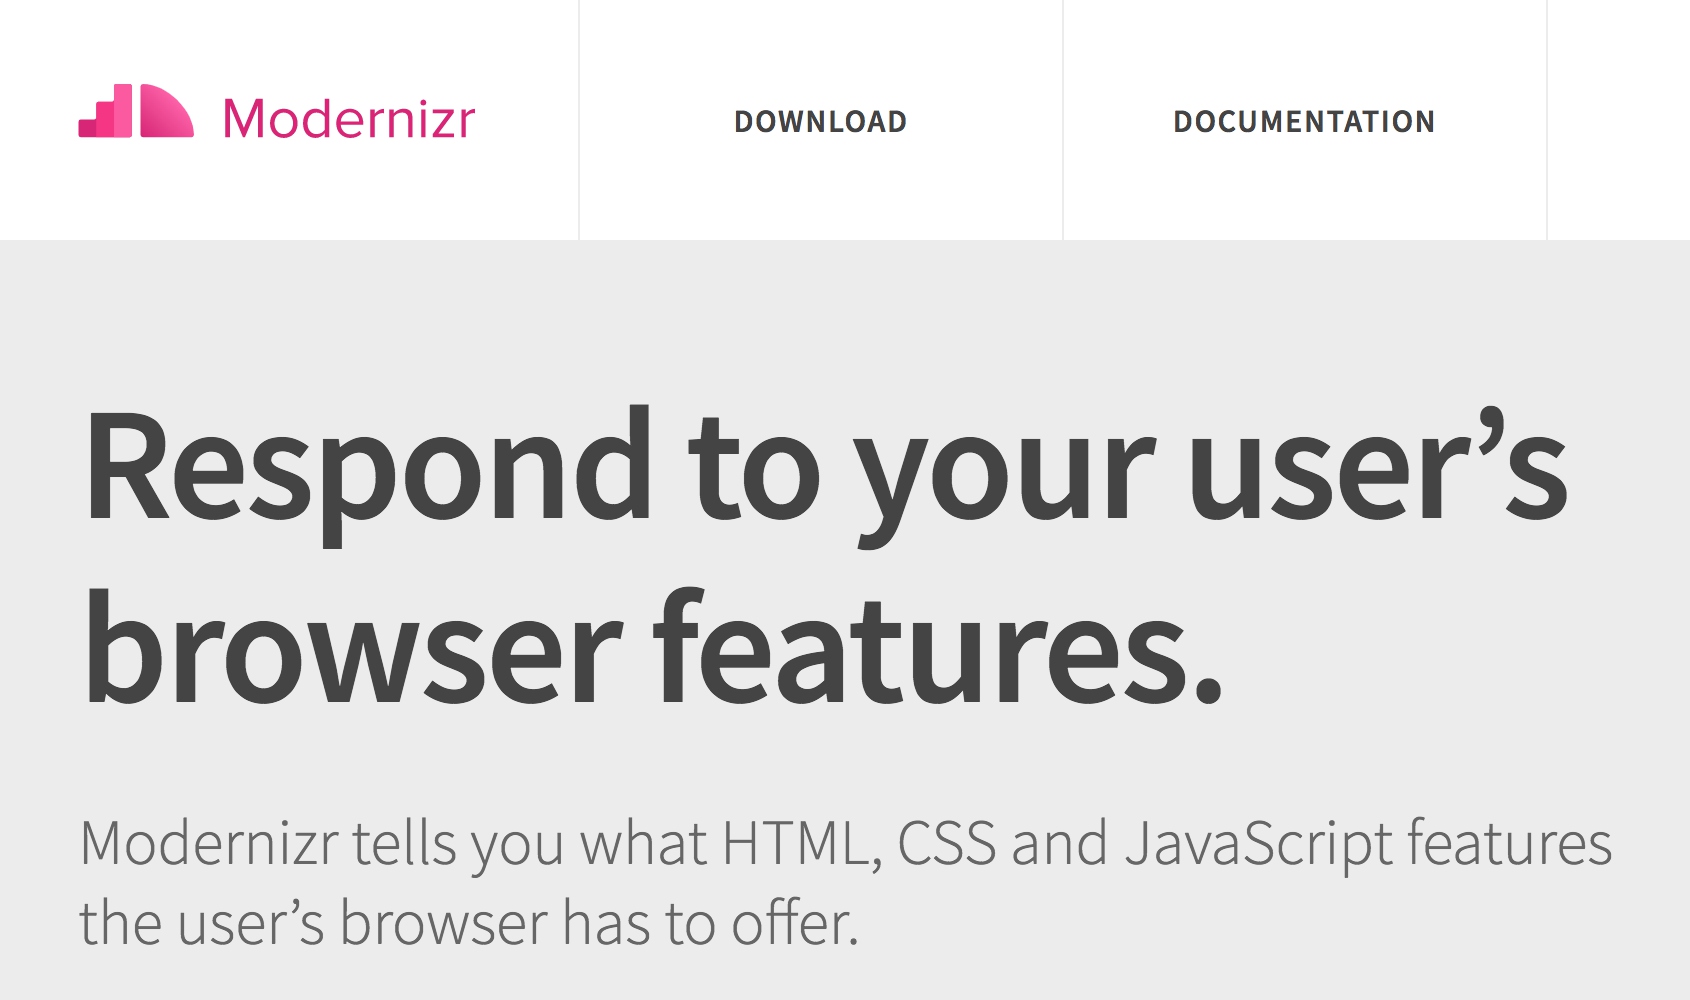 Modernizr
DOWNLOAD
DOCUMENTATION
Respond to your user’s
browser features.
Modernizr tells you what HTML, CSS and JavaScript features
the user’s browser has to offer.